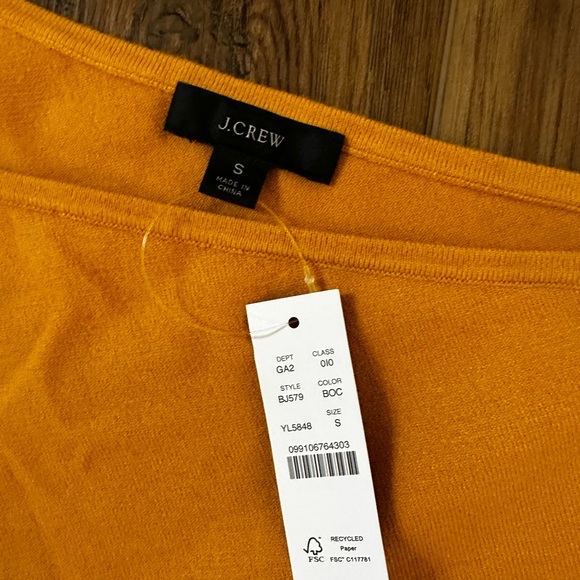 J.CREW
S
MADE IN
CHINA
DEPT CLASS
GA2 0I0
STYLE COLOR
BJ579 BOC
SIZE
YL5848 S
099106764303
FSC
RECYCLED
Paper
FSC® C117781